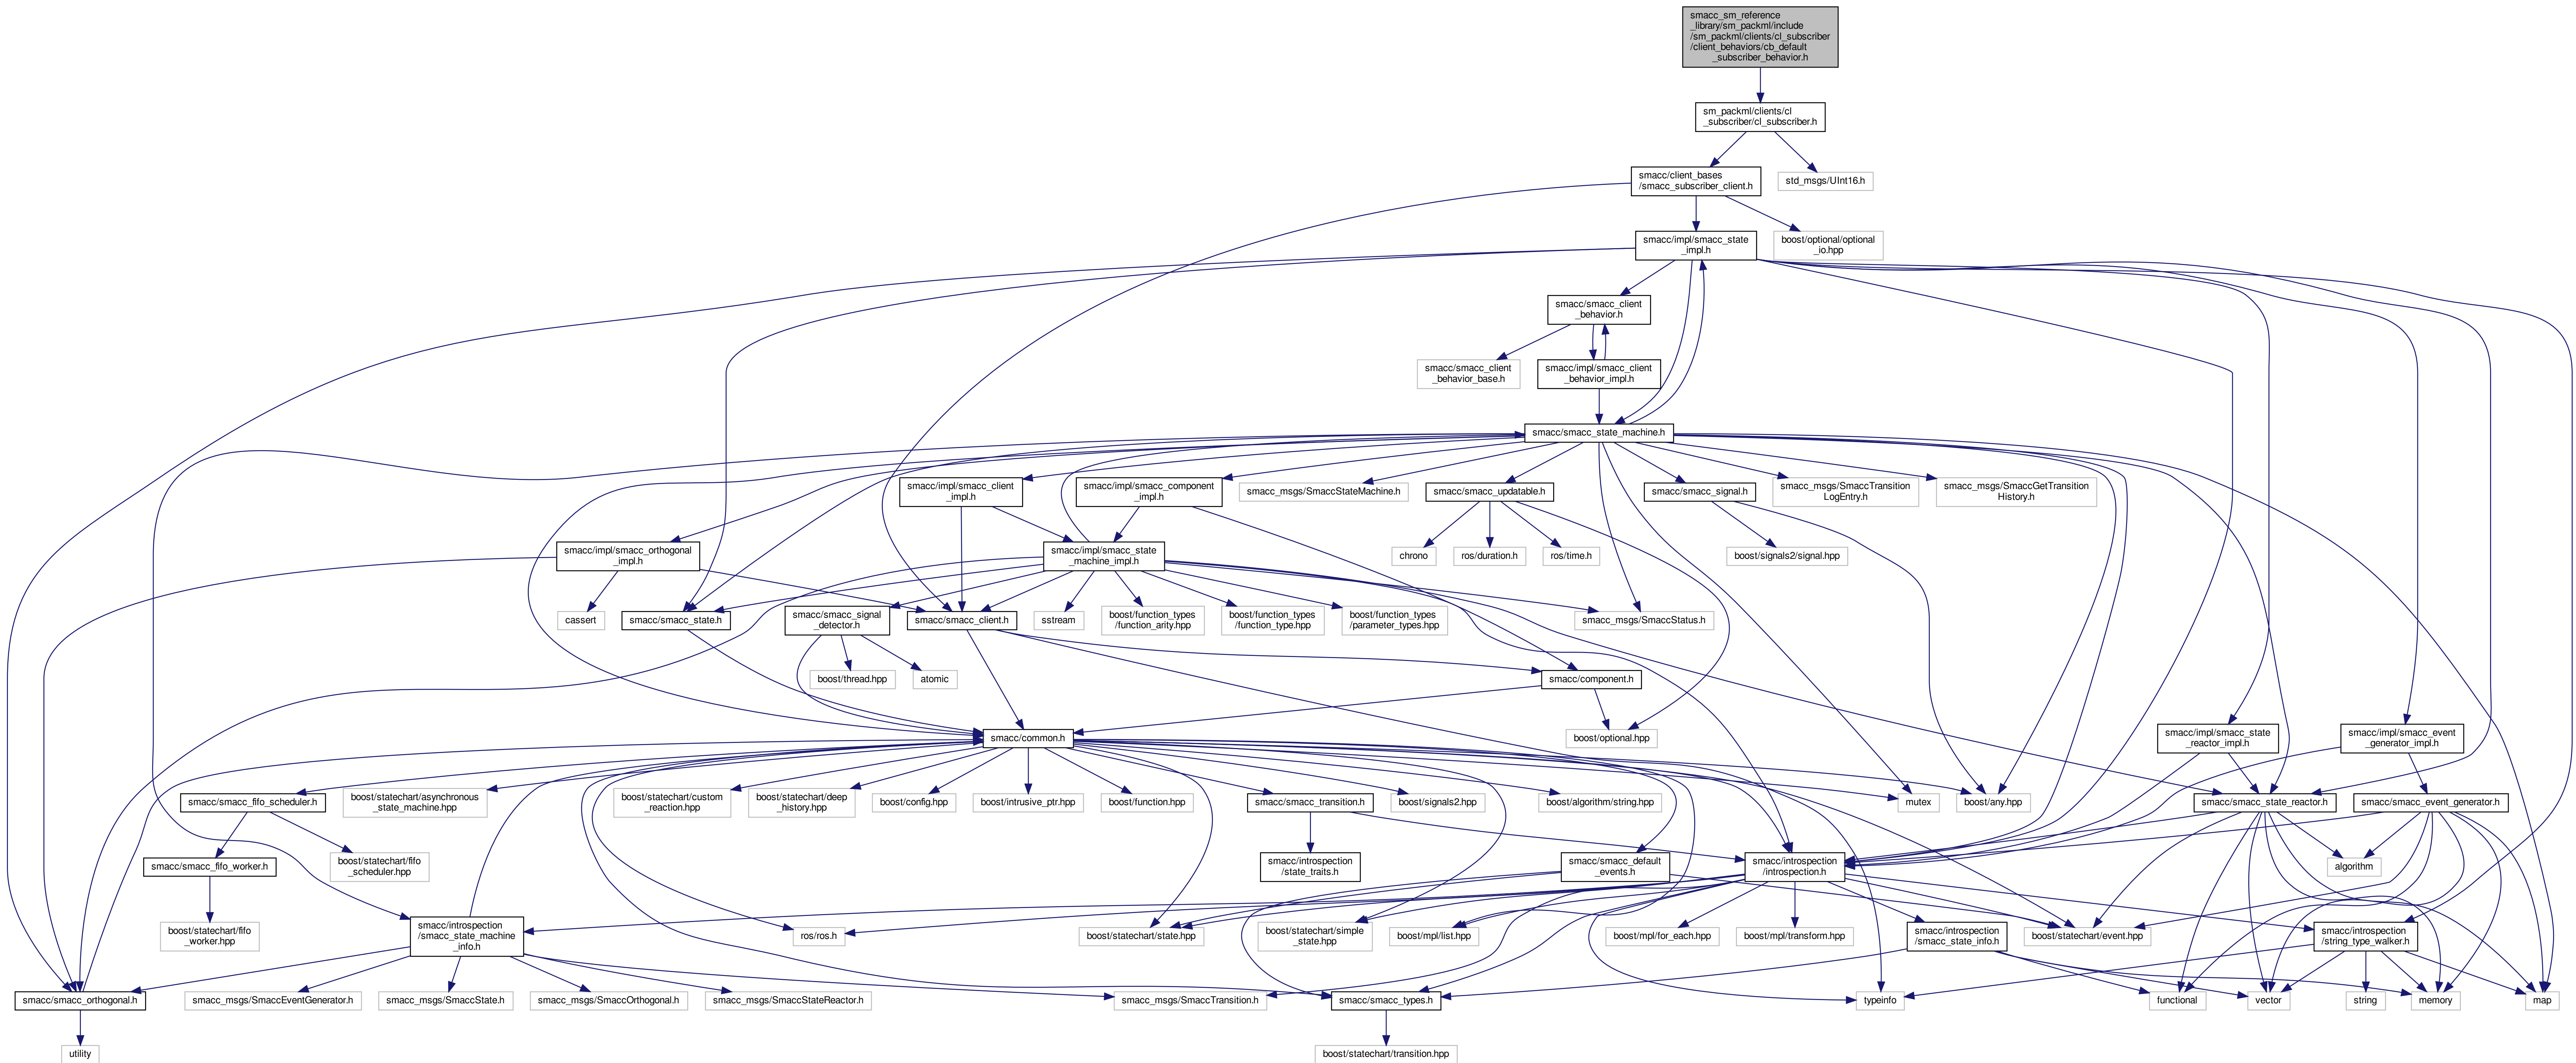 smacc_sm_reference
_library/sm_packml/include
/sm_packml/clients/cl_subscriber
/client_behaviors/cb_default
_subscriber_behavior.h
sm_packml/clients/cl
_subscriber/cl_subscriber.h
smacc/client_bases
/smacc_subscriber_client.h
std_msgs/UInt16.h
smacc/impl/smacc_state
_impl.h
boost/optional/optional
_io.hpp
smacc/smacc_client
_behavior.h
smacc/smacc_client
_behavior_base.h
smacc/impl/smacc_client
_behavior_impl.h
smacc/smacc_state_machine.h
smacc/impl/smacc_client
_impl.h
smacc/impl/smacc_component
_impl.h
smacc_msgs/SmaccStateMachine.h
smacc/smacc_updatable.h
smacc/smacc_signal.h
smacc_msgs/SmaccTransition
LogEntry.h
smacc_msgs/SmaccGetTransition
History.h
smacc/impl/smacc_orthogonal
_impl.h
smacc/impl/smacc_state
_machine_impl.h
chrono
ros/duration.h
ros/time.h
boost/signals2/signal.hpp
cassert
smacc/smacc_state.h
smacc/smacc_signal
_detector.h
smacc/smacc_client.h
sstream
boost/function_types
/function_arity.hpp
boost/function_types
/function_type.hpp
boost/function_types
/parameter_types.hpp
smacc_msgs/SmaccStatus.h
boost/thread.hpp
atomic
smacc/component.h
smacc/common.h
boost/optional.hpp
smacc/impl/smacc_state
_reactor_impl.h
smacc/impl/smacc_event
_generator_impl.h
smacc/smacc_fifo_scheduler.h
boost/statechart/asynchronous
_state_machine.hpp
boost/statechart/custom
_reaction.hpp
boost/statechart/deep
_history.hpp
boost/config.hpp
boost/intrusive_ptr.hpp
boost/function.hpp
smacc/smacc_transition.h
boost/signals2.hpp
boost/algorithm/string.hpp
mutex
boost/any.hpp
smacc/smacc_state_reactor.h
smacc/smacc_event_generator.h
smacc/smacc_fifo_worker.h
boost/statechart/fifo
_scheduler.hpp
smacc/introspection
/state_traits.h
smacc/smacc_default
_events.h
smacc/introspection
/introspection.h
algorithm
boost/statechart/fifo
_worker.hpp
smacc/introspection
/smacc_state_machine
_info.h
ros/ros.h
boost/statechart/state.hpp
boost/statechart/simple
_state.hpp
boost/mpl/list.hpp
boost/mpl/for_each.hpp
boost/mpl/transform.hpp
smacc/introspection
/smacc_state_info.h
boost/statechart/event.hpp
smacc/introspection
/string_type_walker.h
smacc/smacc_orthogonal.h
smacc_msgs/SmaccEventGenerator.h
smacc_msgs/SmaccState.h
smacc_msgs/SmaccOrthogonal.h
smacc_msgs/SmaccStateReactor.h
smacc_msgs/SmaccTransition.h
smacc/smacc_types.h
typeinfo
functional
vector
string
memory
map
utility
boost/statechart/transition.hpp